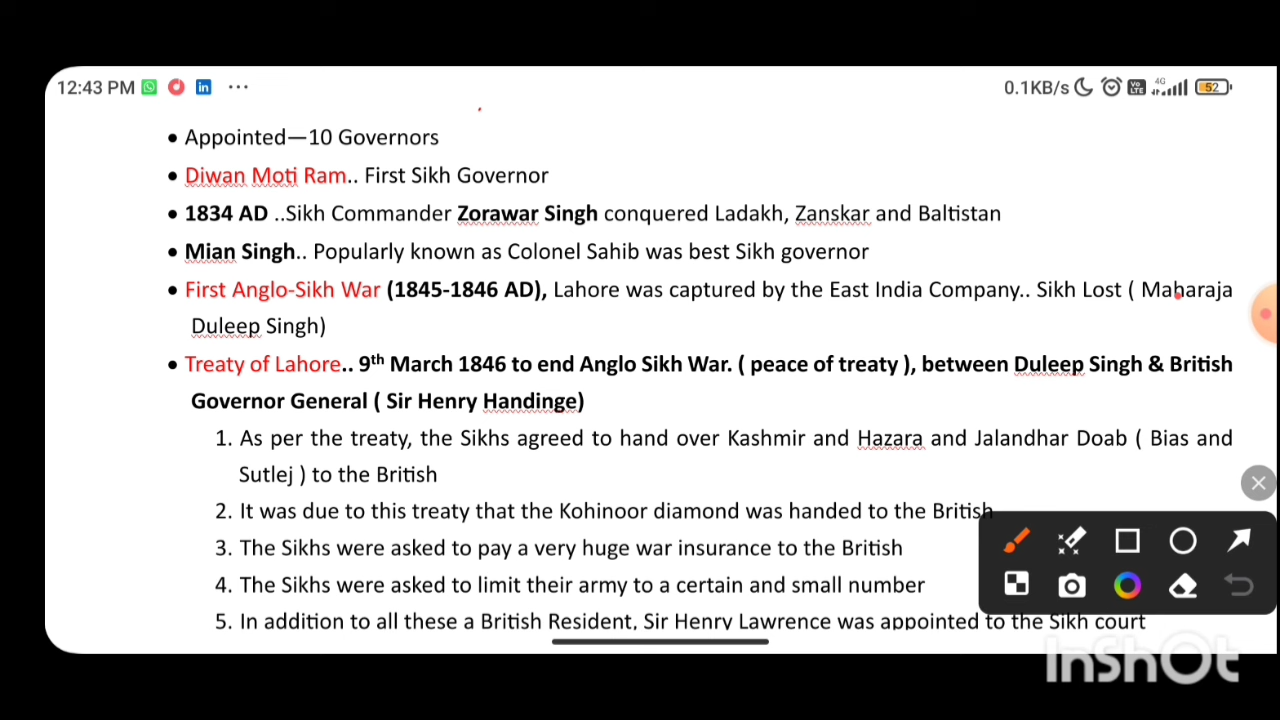 12:43 PM ... 0.1KB/s Vo LTE 4G 52
• Appointed—10 Governors
• Diwan Moti Ram.. First Sikh Governor
• 1834 AD ..Sikh Commander Zorawar Singh conquered Ladakh, Zanskar and Baltistan
• Mian Singh.. Popularly known as Colonel Sahib was best Sikh governor
• First Anglo-Sikh War (1845-1846 AD), Lahore was captured by the East India Company.. Sikh Lost ( Maharaja
Duleep Singh)
• Treaty of Lahore.. 9th March 1846 to end Anglo Sikh War. ( peace of treaty ), between Duleep Singh & British
Governor General ( Sir Henry Handinge)
1. As per the treaty, the Sikhs agreed to hand over Kashmir and Hazara and Jalandhar Doab ( Bias and
Sutlej ) to the British
2. It was due to this treaty that the Kohinoor diamond was handed to the British
3. The Sikhs were asked to pay a very huge war insurance to the British
4. The Sikhs were asked to limit their army to a certain and small number
5. In addition to all these a British Resident, Sir Henry Lawrence was appointed to the Sikh court
InShOt